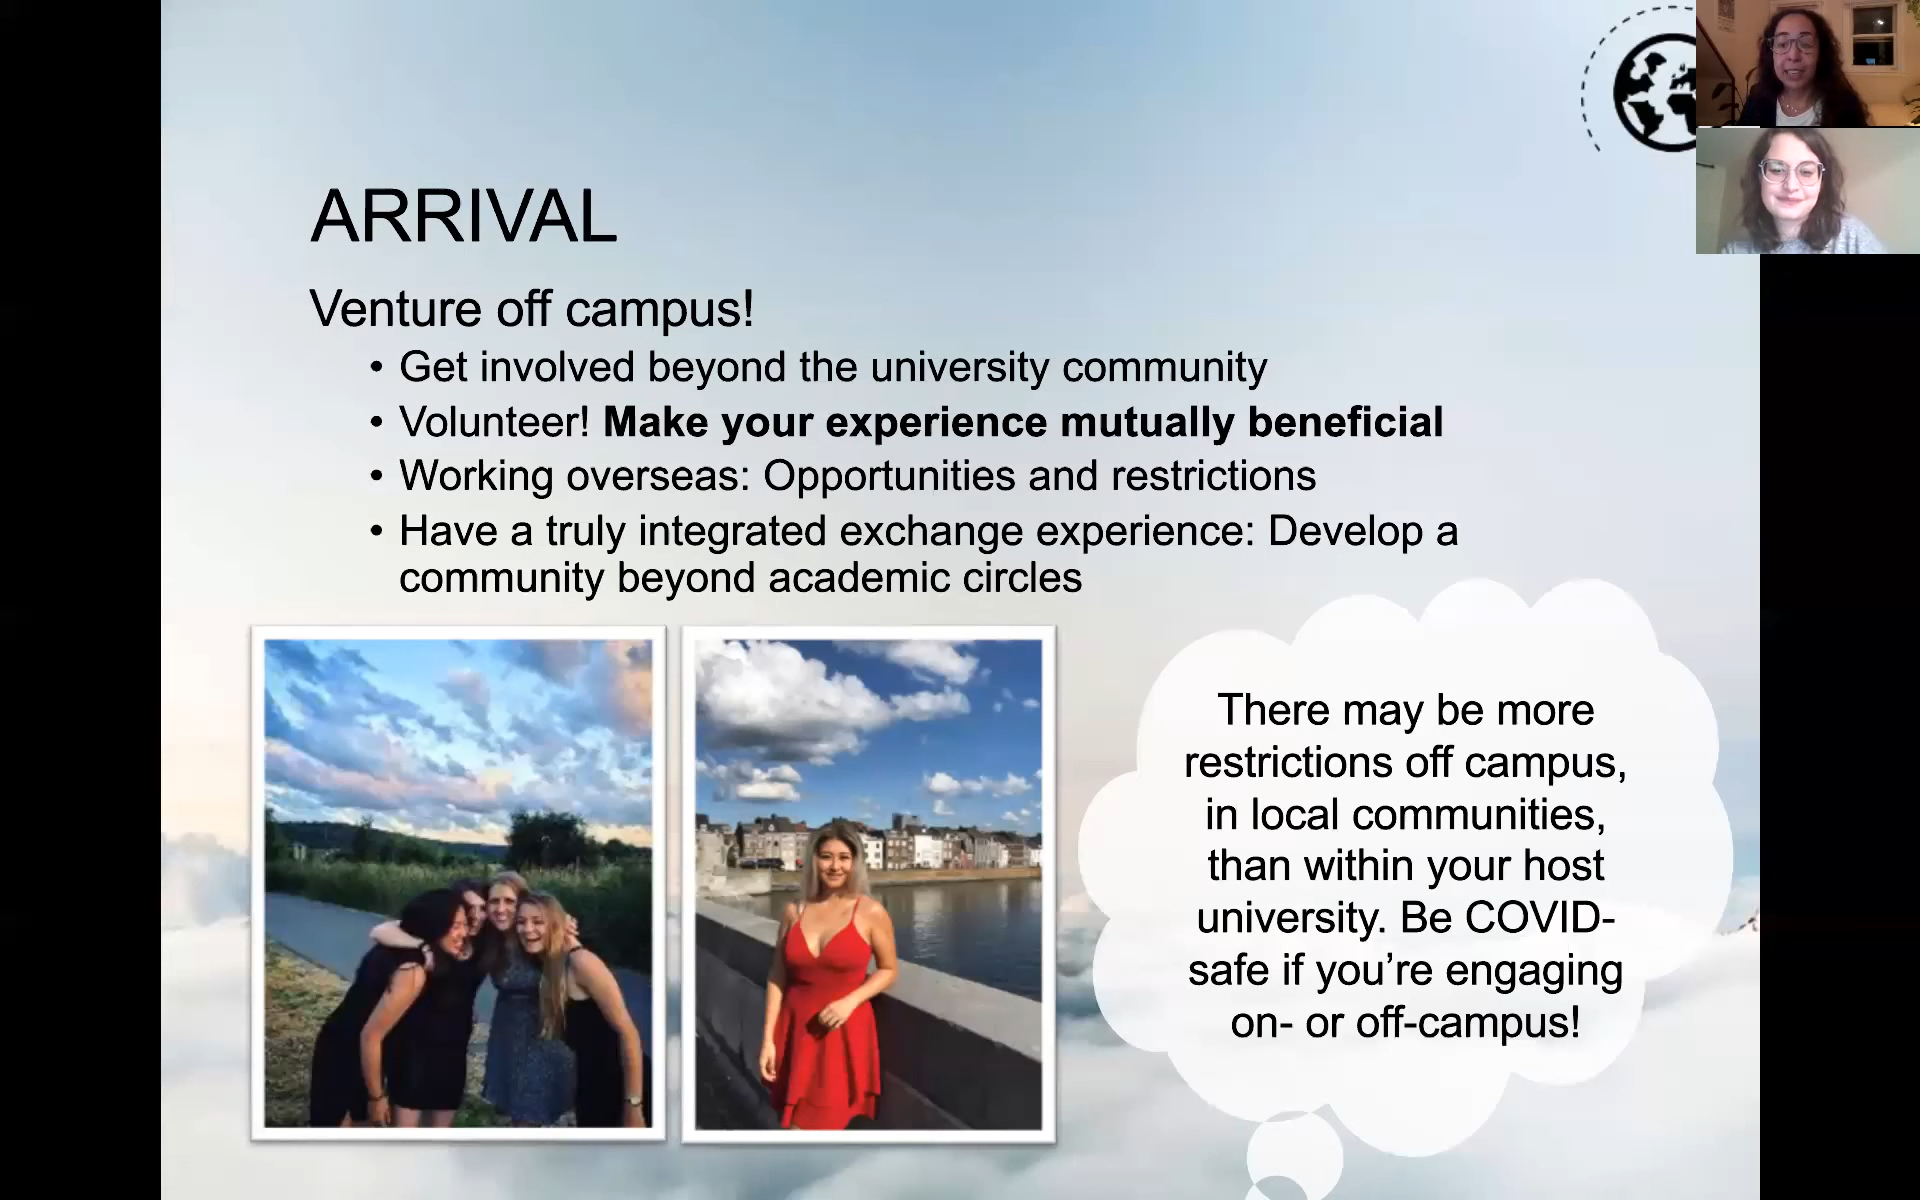 ARRIVAL
Venture off campus!
• Get involved beyond the university community
• Volunteer! Make your experience mutually beneficial
• Working overseas: Opportunities and restrictions
• Have a truly integrated exchange experience: Develop a
community beyond academic circles
There may be more
restrictions off campus,
in local communities,
than within your host
university. Be COVID-
safe if you’re engaging
on- or off-campus!